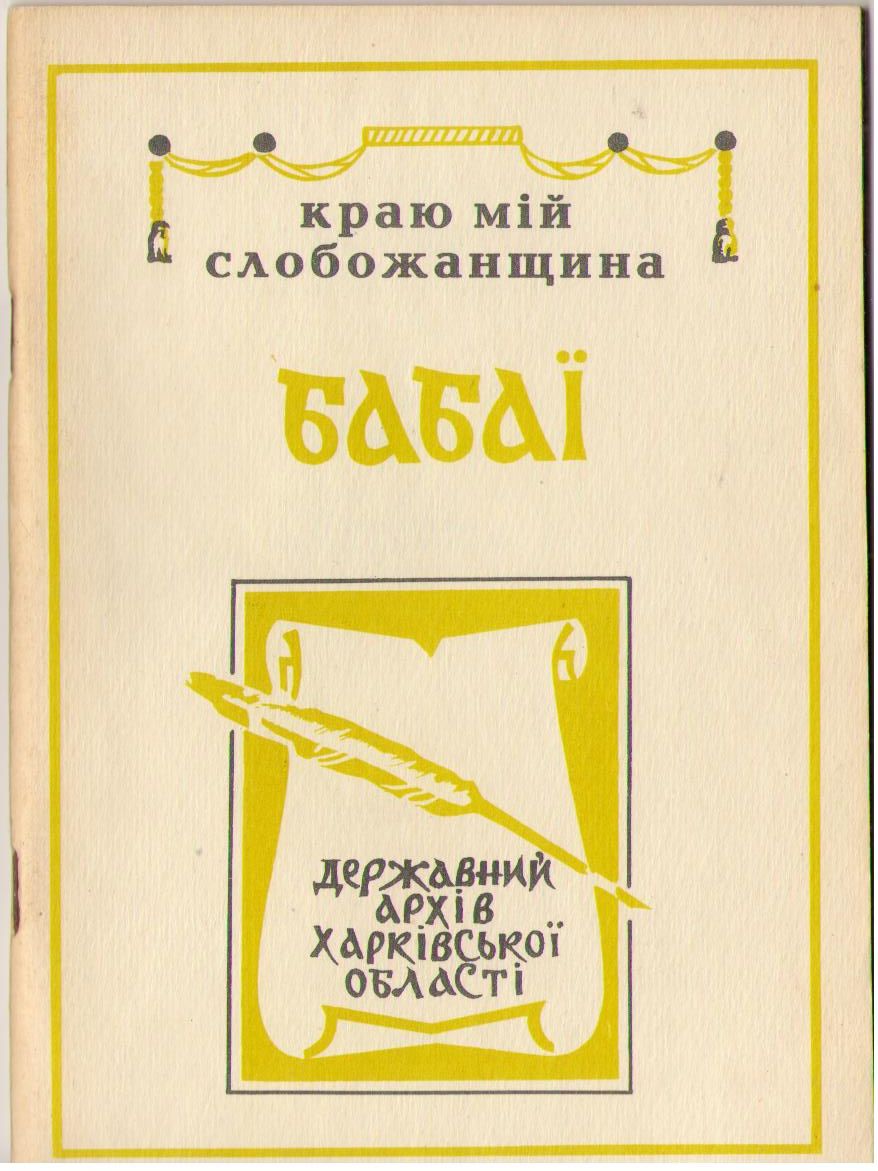 краю мій
слобожанщина
БАБАЇ
державний
архів
харківської
області